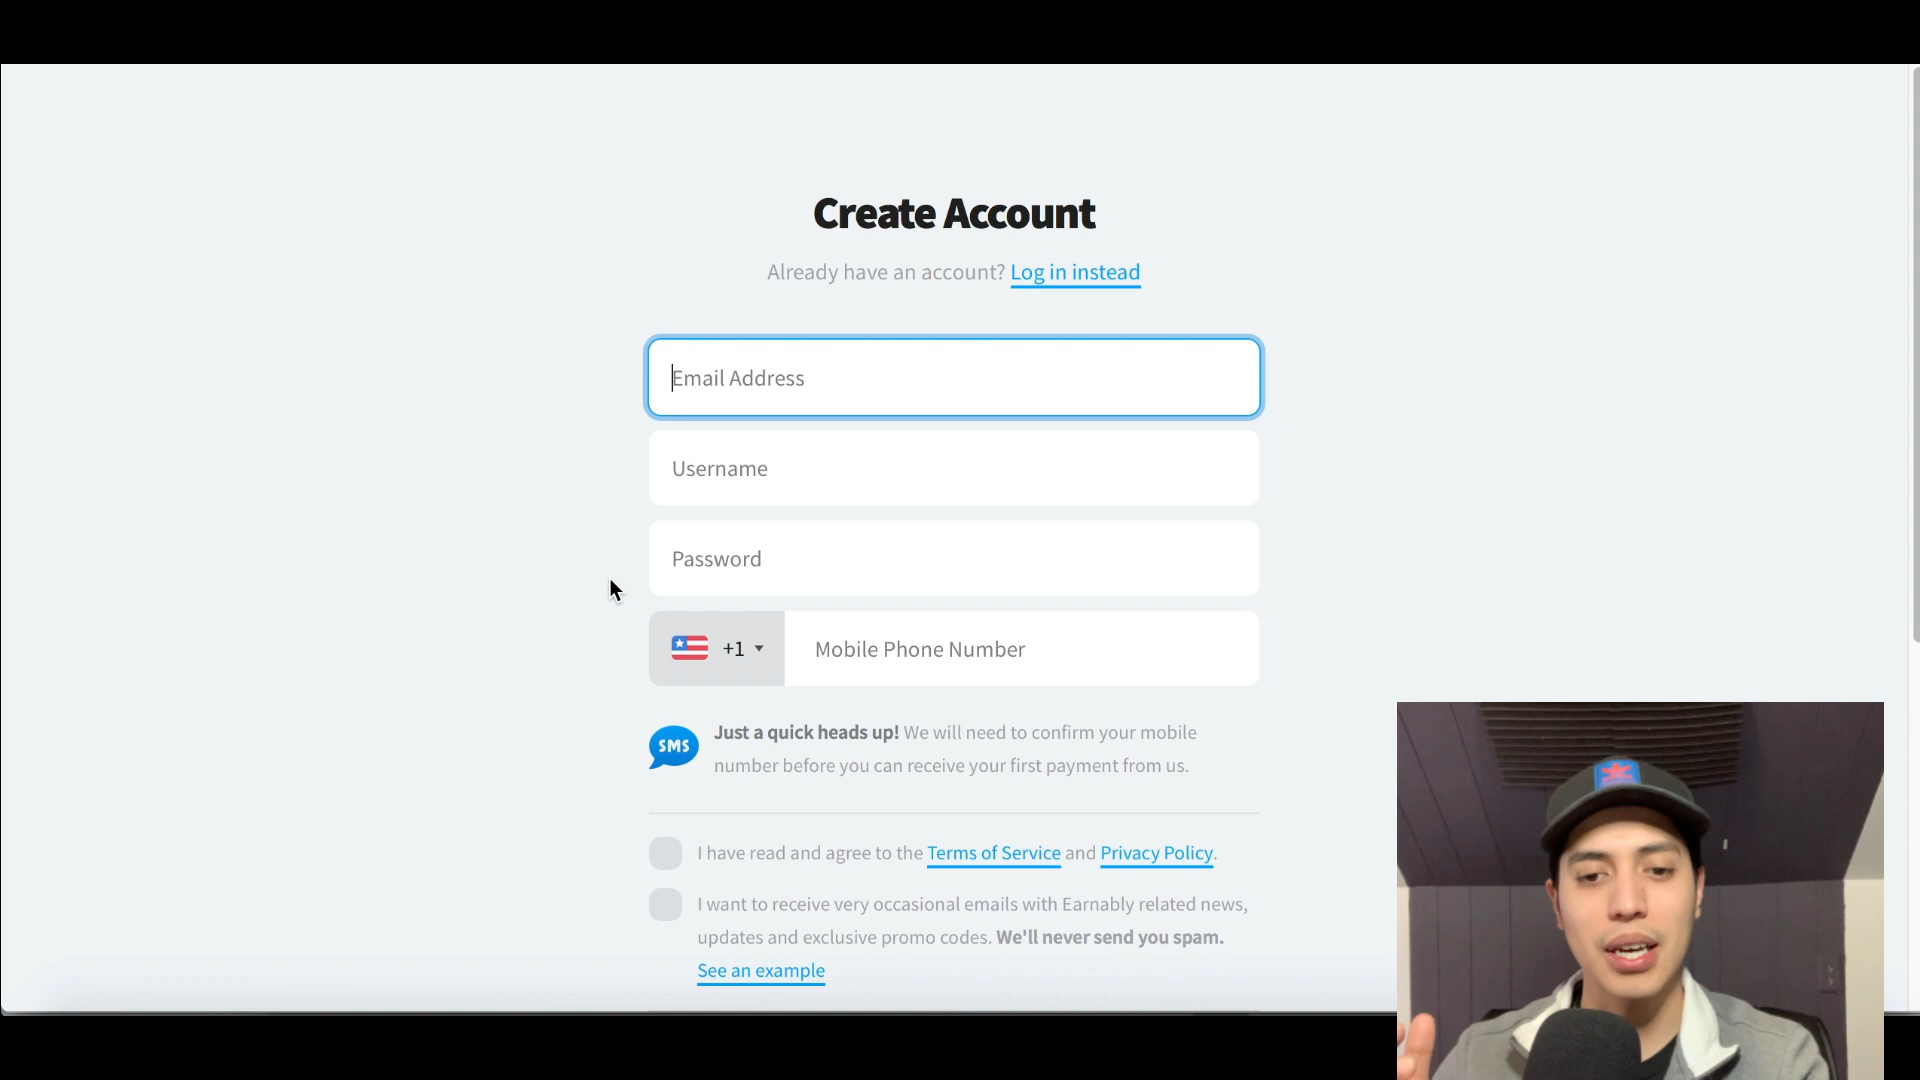 Create Account
Already have an account? Log in instead
Email Address
Username
Password
+1 Mobile Phone Number
SMS
Just a quick heads up! We will need to confirm your mobile
number before you can receive your first payment from us.
I have read and agree to the Terms of Service and Privacy Policy.
I want to receive very occasional emails with Earnably related news,
updates and exclusive promo codes. We'll never send you spam.
See an example